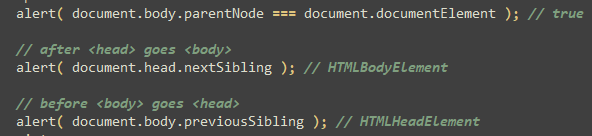 alert( document.body.parentNode === document.documentElement ); // true
// after <head> goes <body>
alert( document.head.nextSibling ); // HTMLBodyElement
// before <body> goes <head>
alert( document.body.previousSibling ); // HTMLHeadElement